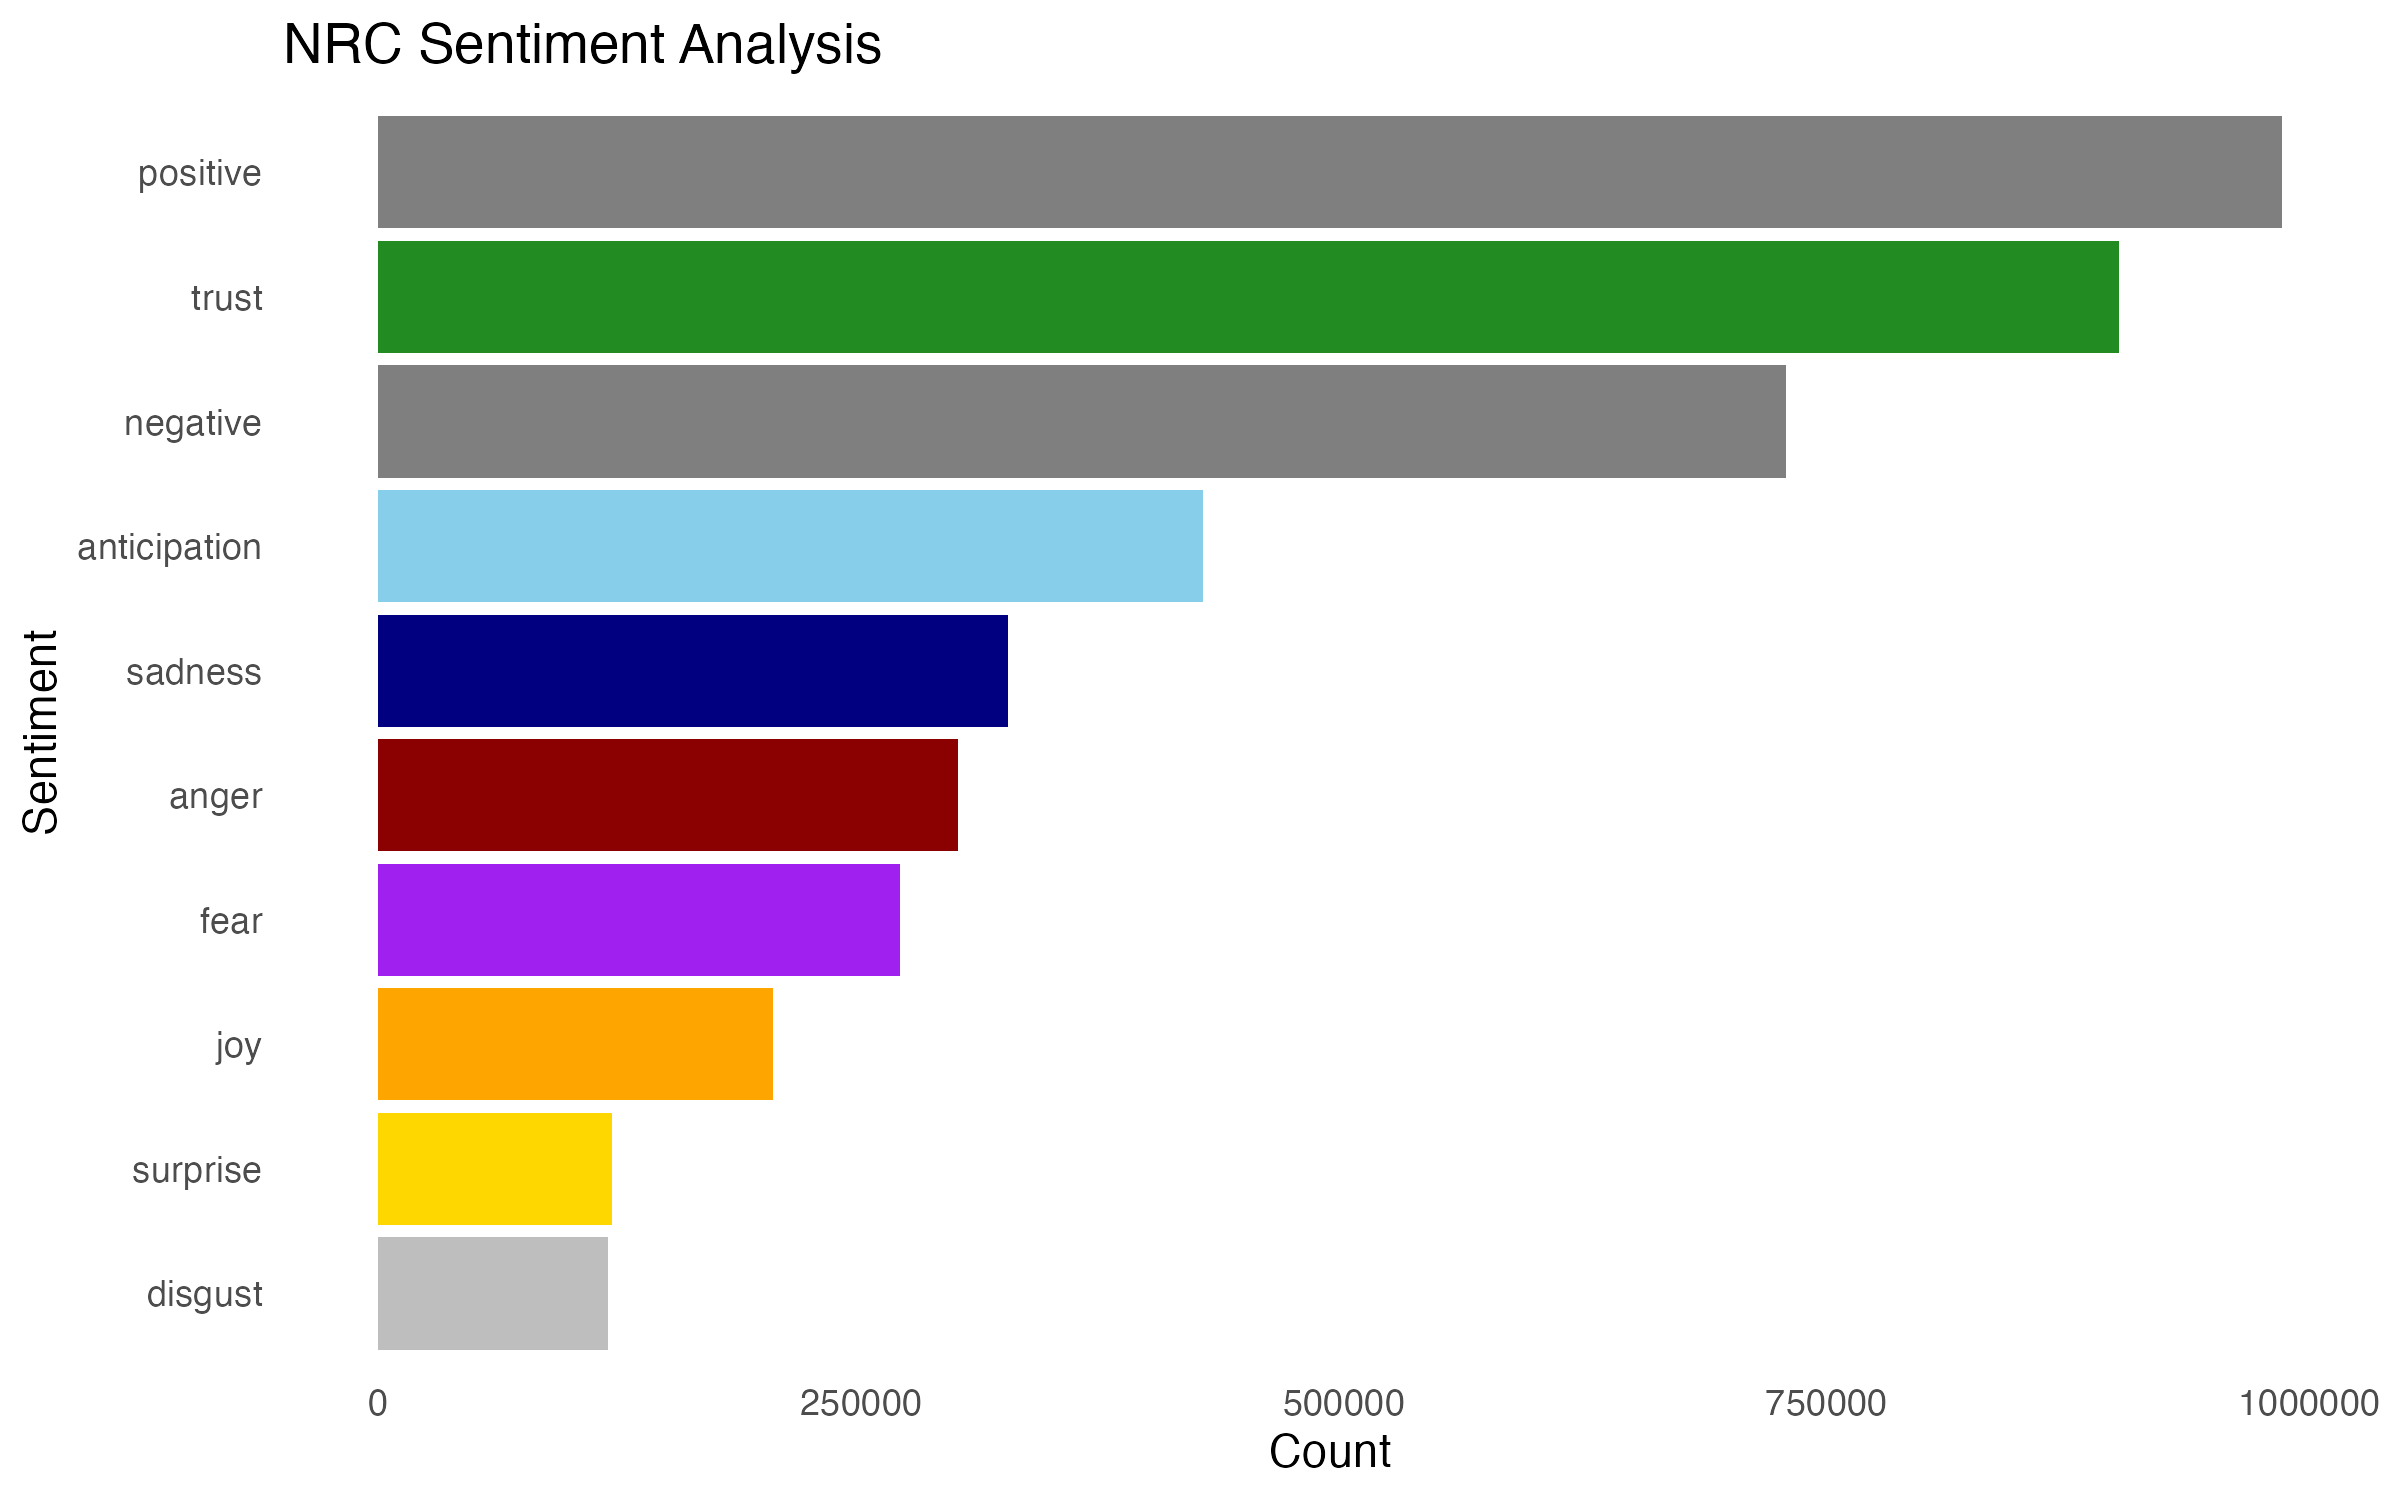 NRC Sentiment Analysis
positive
trust
negative
anticipation
sadness
anger
fear
joy
surprise
disgust
Sentiment
0 250000 500000 750000 1000000
Count